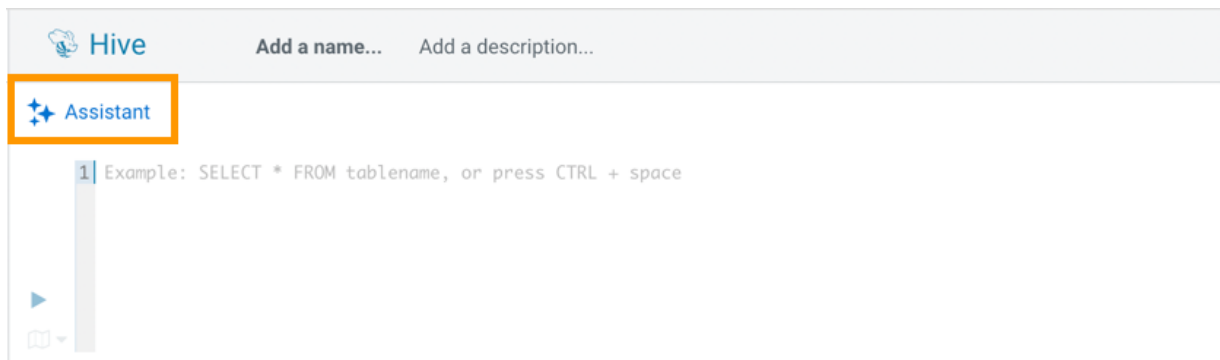 Hive Add a name... Add a description...
Assistant
1 Example: SELECT * FROM tablename, or press CTRL + space